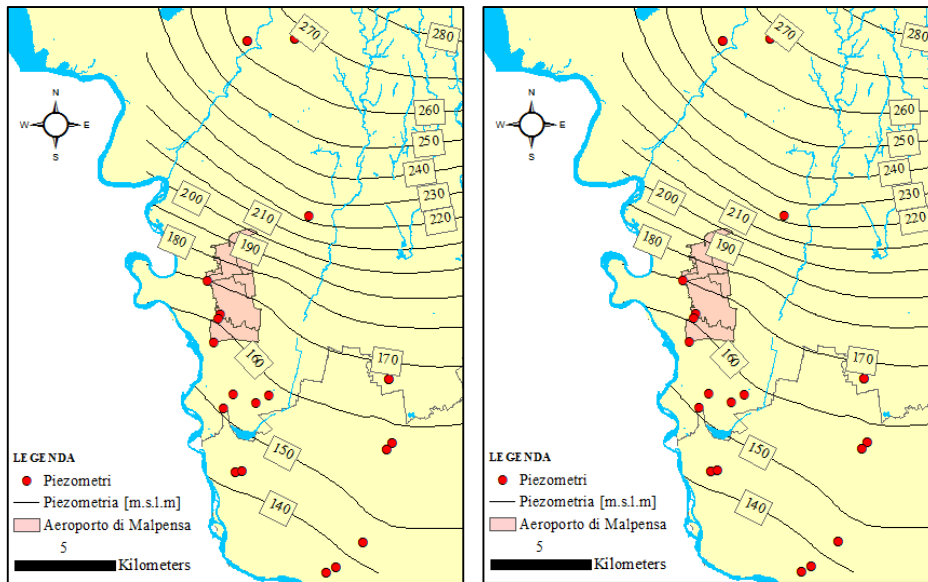 270
280
N
W E
S
260
250
240
230
220
200
210
180
190
160
170
150
140
LEGENDA
Piezometri
Piezometria [m.s.l.m]
Aeroporto di Malpensa
5
Kilometers
270
280
N
W E
S
260
250
240
230
220
200
210
180
190
160
170
150
140
LEGENDA
Piezometri
Piezometria [m.s.l.m]
Aeroporto di Malpensa
5
Kilometers